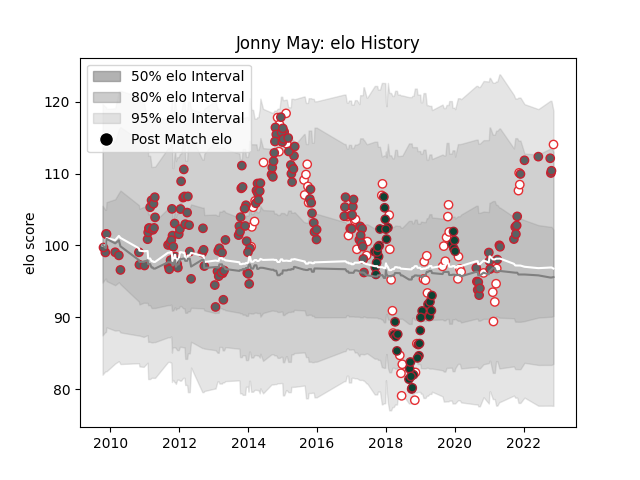 Jonny May: elo History
50% elo Interval
80% elo Interval
95% elo Interval
Post Match elo
elo score
120
110
100
90
80
2010 2012 2014 2016 2018 2020 2022